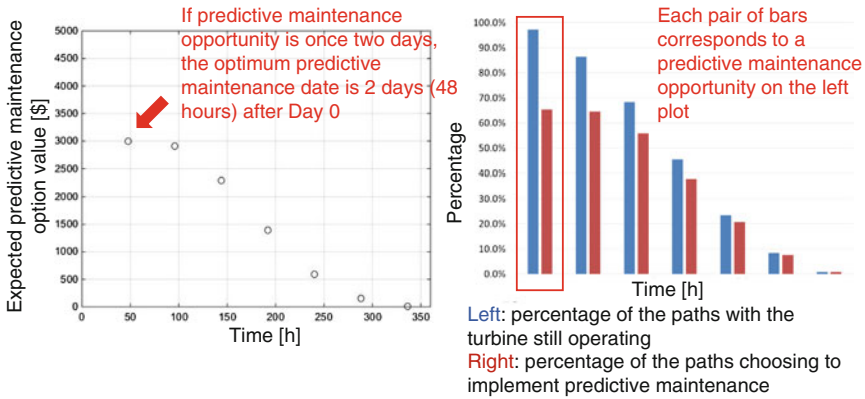 If predictive maintenance
opportunity is once two days,
the optimum predictive
maintenance date is 2 days (48
hours) after Day 0
Expected predictive maintenance
option value [$]
5000
4500
4000
3500
3000
2500
2000
1500
1000
500
0
0 50 100 150 200 250 300 350
Time [h]
Each pair of bars
corresponds to a
predictive maintenance
opportunity on the left
plot
Percentage
100.0%
90.0%
80.0%
70.0%
60.0%
50.0%
40.0%
30.0%
20.0%
10.0%
0.0%
Time [h]
Left: percentage of the paths with the
turbine still operating
Right: percentage of the paths choosing to
implement predictive maintenance